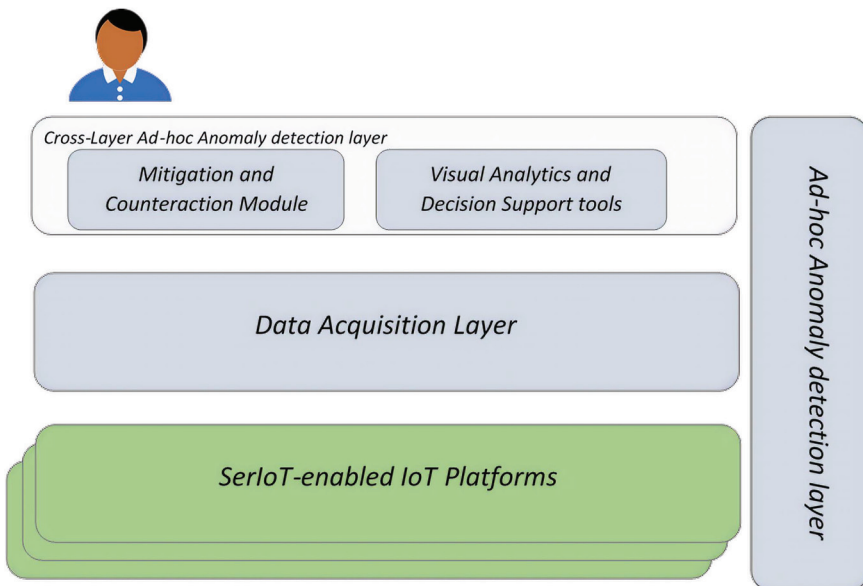 Cross-Layer Ad-hoc Anomaly detection layer
Mitigation and
Counteraction Module
Visual Analytics and
Decision Support tools
Data Acquisition Layer
SerIoT-enabled IoT Platforms
Ad-hoc Anomaly detection layer